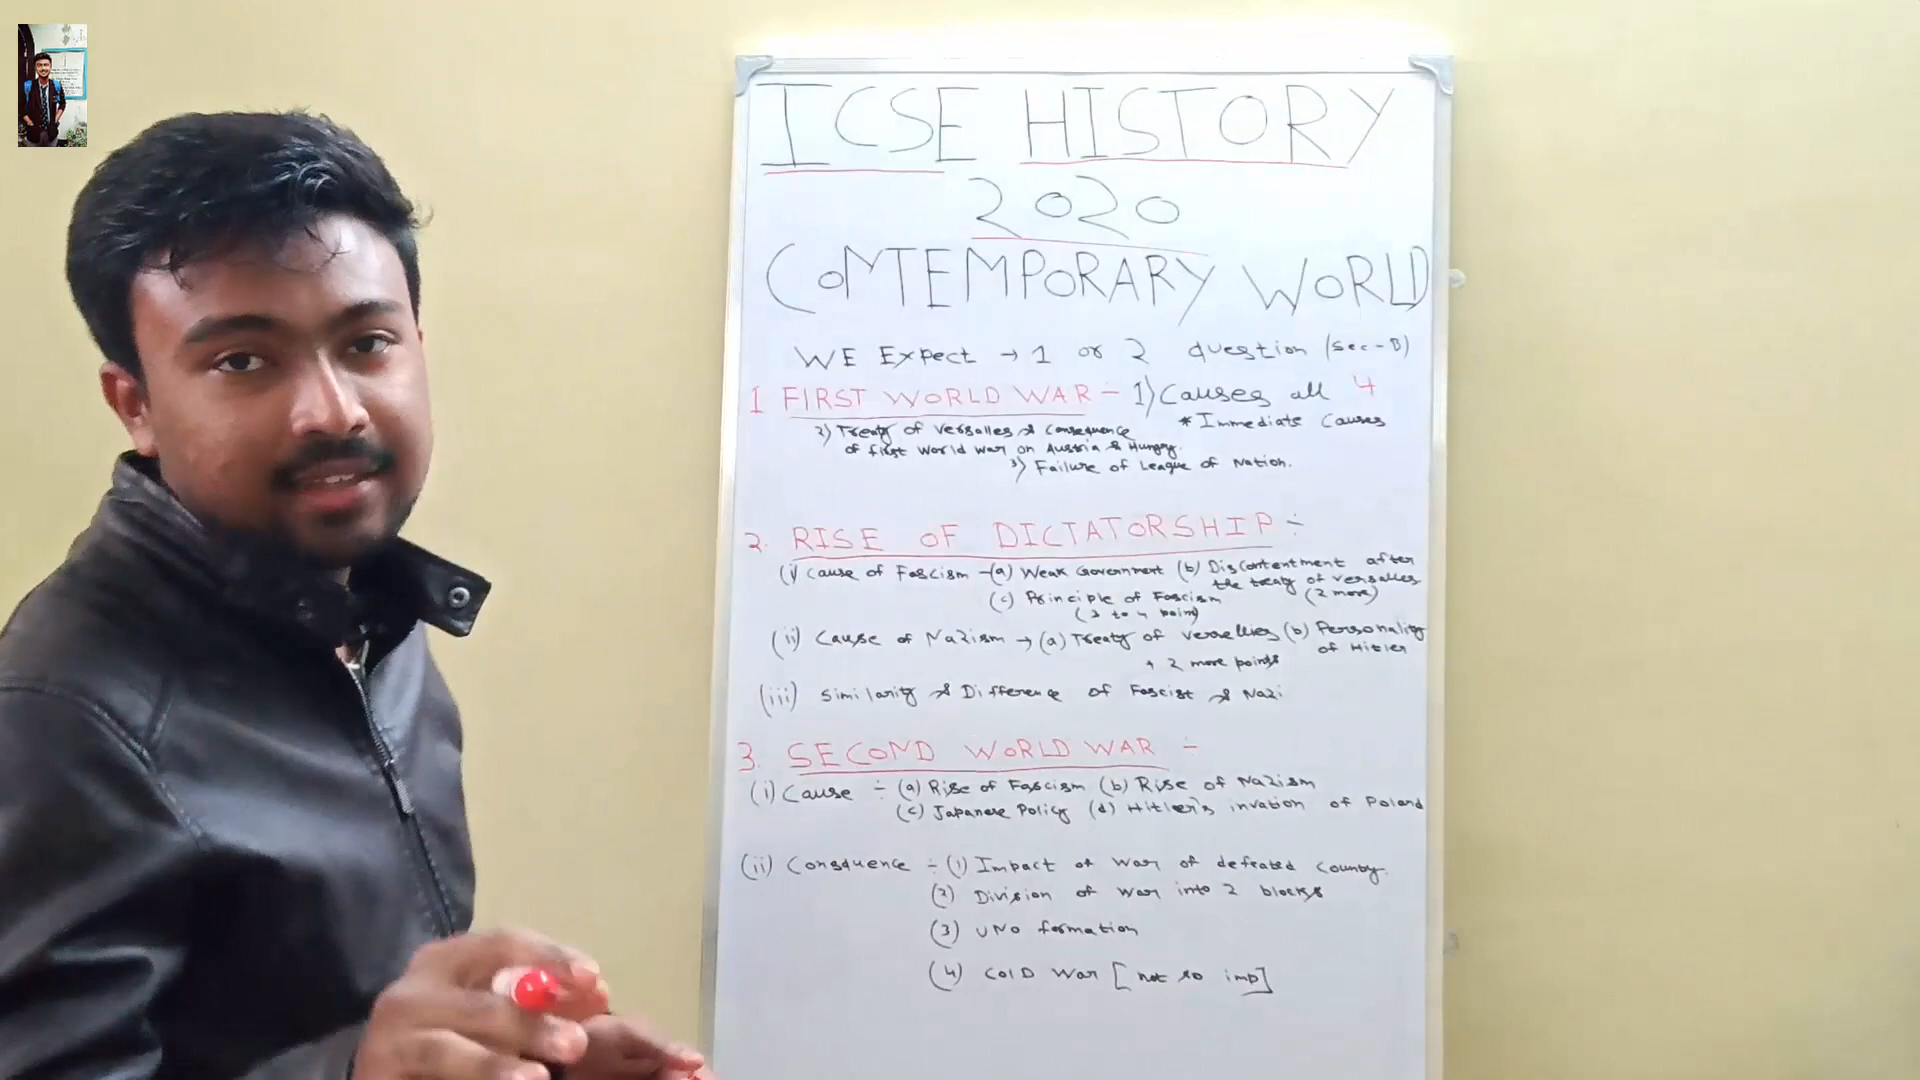 ICSE HISTORY
2020
CONTEMPORARY WORLD
WE Expect → 1 or 2 question (sec-B)
1 FIRST WORLD WAR - 1) Causes all 4
* Immediate Causes
2) Treaty of Versalles & Consequence
of first World War on Austria & Hungry.
3) Failure of League of Nation.
2. RISE OF DICTATORSHIP ÷
(i) Cause of Fascism - (a) Weak Government (b) Discontentment after
the treaty of versalles
(c) Principle of Fascism (2 more)
(3 to 4 point)
(ii) Cause of Nazism → (a) Treaty of versellies (b) Personality
of Hitler
+ 2 more points
(iii) Similarity & Difference of Fascist & Nazi
3. SECOND WORLD WAR ÷
(i) Cause ÷ (a) Rise of Fascism (b) Rise of Nazism
(c) Japanese Policy (d) Hitler's invation of Poland
(ii) Consquence ÷ (1) Impact of War of defeated County.
(2) Division of War into 2 blocks
(3) UNO formation
(4) Cold War [not so imp]